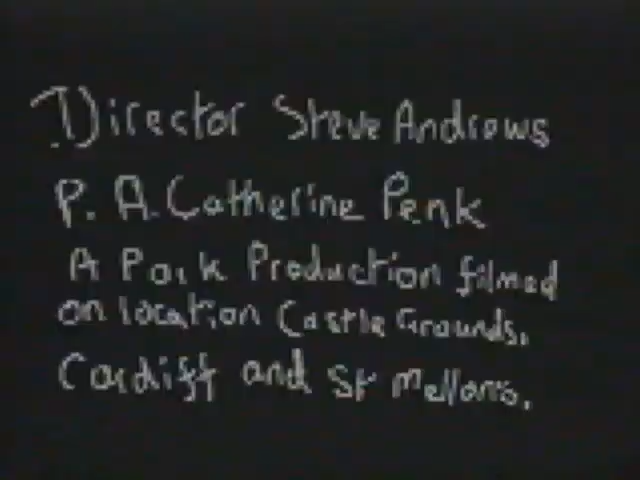 Director Steve Andrews
P. A. Catherine Penk
A Pork Production filmed
on location Castle Grounds,
Cardiff and St Mellons.